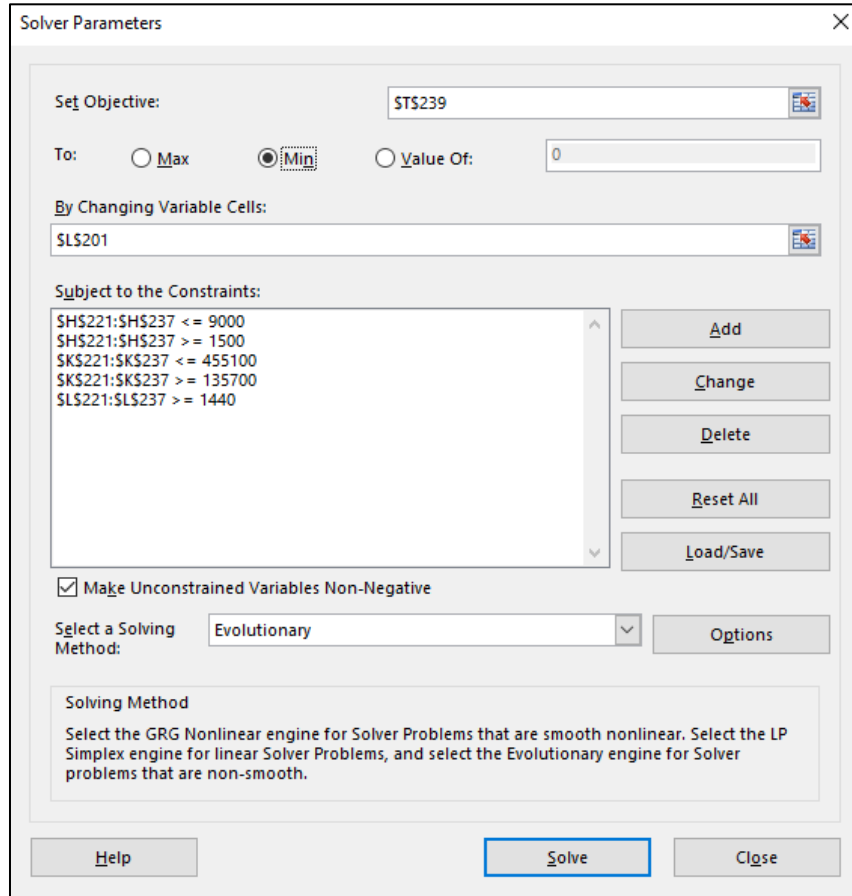 Solver Parameters
Set Objective:
$T$239
To:
Max
Min
Value Of:
0
By Changing Variable Cells:
$L$201
Subject to the Constraints:
$H$221:$H$237 <= 9000
$H$221:$H$237 >= 1500
$K$221:$K$237 <= 455100
$K$221:$K$237 >= 135700
$L$221:$L$237 >= 1440
Add
Change
Delete
Reset All
Load/Save
Make Unconstrained Variables Non-Negative
Select a Solving
Method:
Evolutionary
Options
Solving Method
Select the GRG Nonlinear engine for Solver Problems that are smooth nonlinear. Select the LP
Simplex engine for linear Solver Problems, and select the Evolutionary engine for Solver
problems that are non-smooth.
Help
Solve
Close